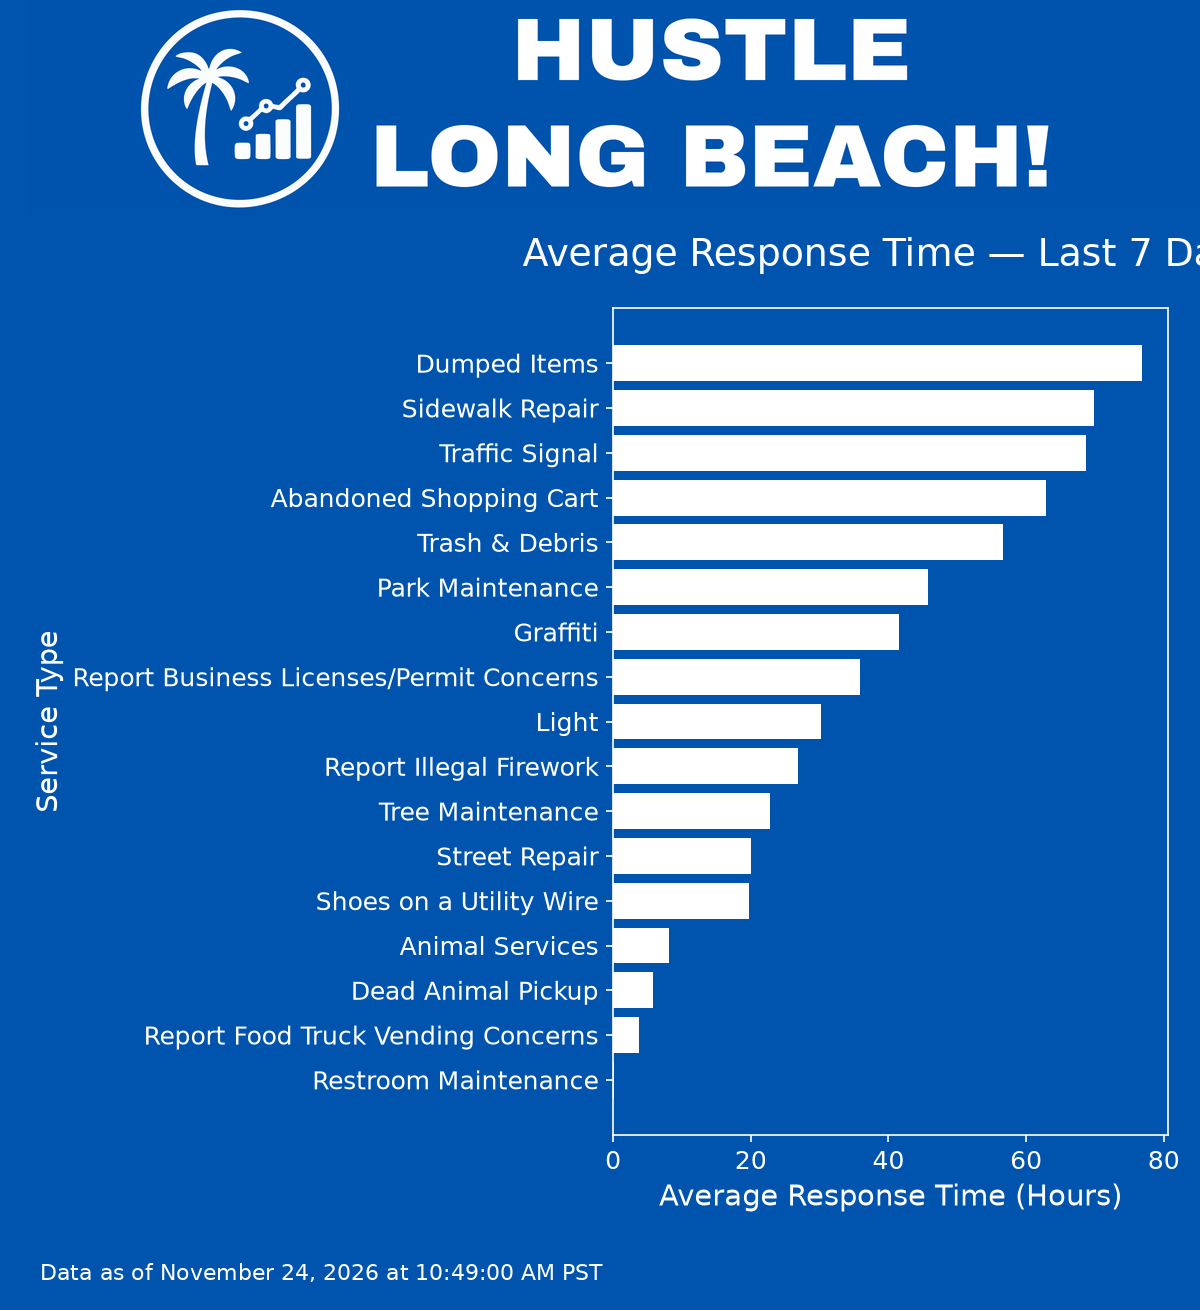 HUSTLE
LONG BEACH!
Average Response Time — Last 7 Da
Dumped Items
Sidewalk Repair
Traffic Signal
Abandoned Shopping Cart
Trash & Debris
Park Maintenance
Graffiti
Report Business Licenses/Permit Concerns
Light
Report Illegal Firework
Tree Maintenance
Street Repair
Shoes on a Utility Wire
Animal Services
Dead Animal Pickup
Report Food Truck Vending Concerns
Restroom Maintenance
Service Type
0 20 40 60 80
Average Response Time (Hours)
Data as of November 24, 2026 at 10:49:00 AM PST